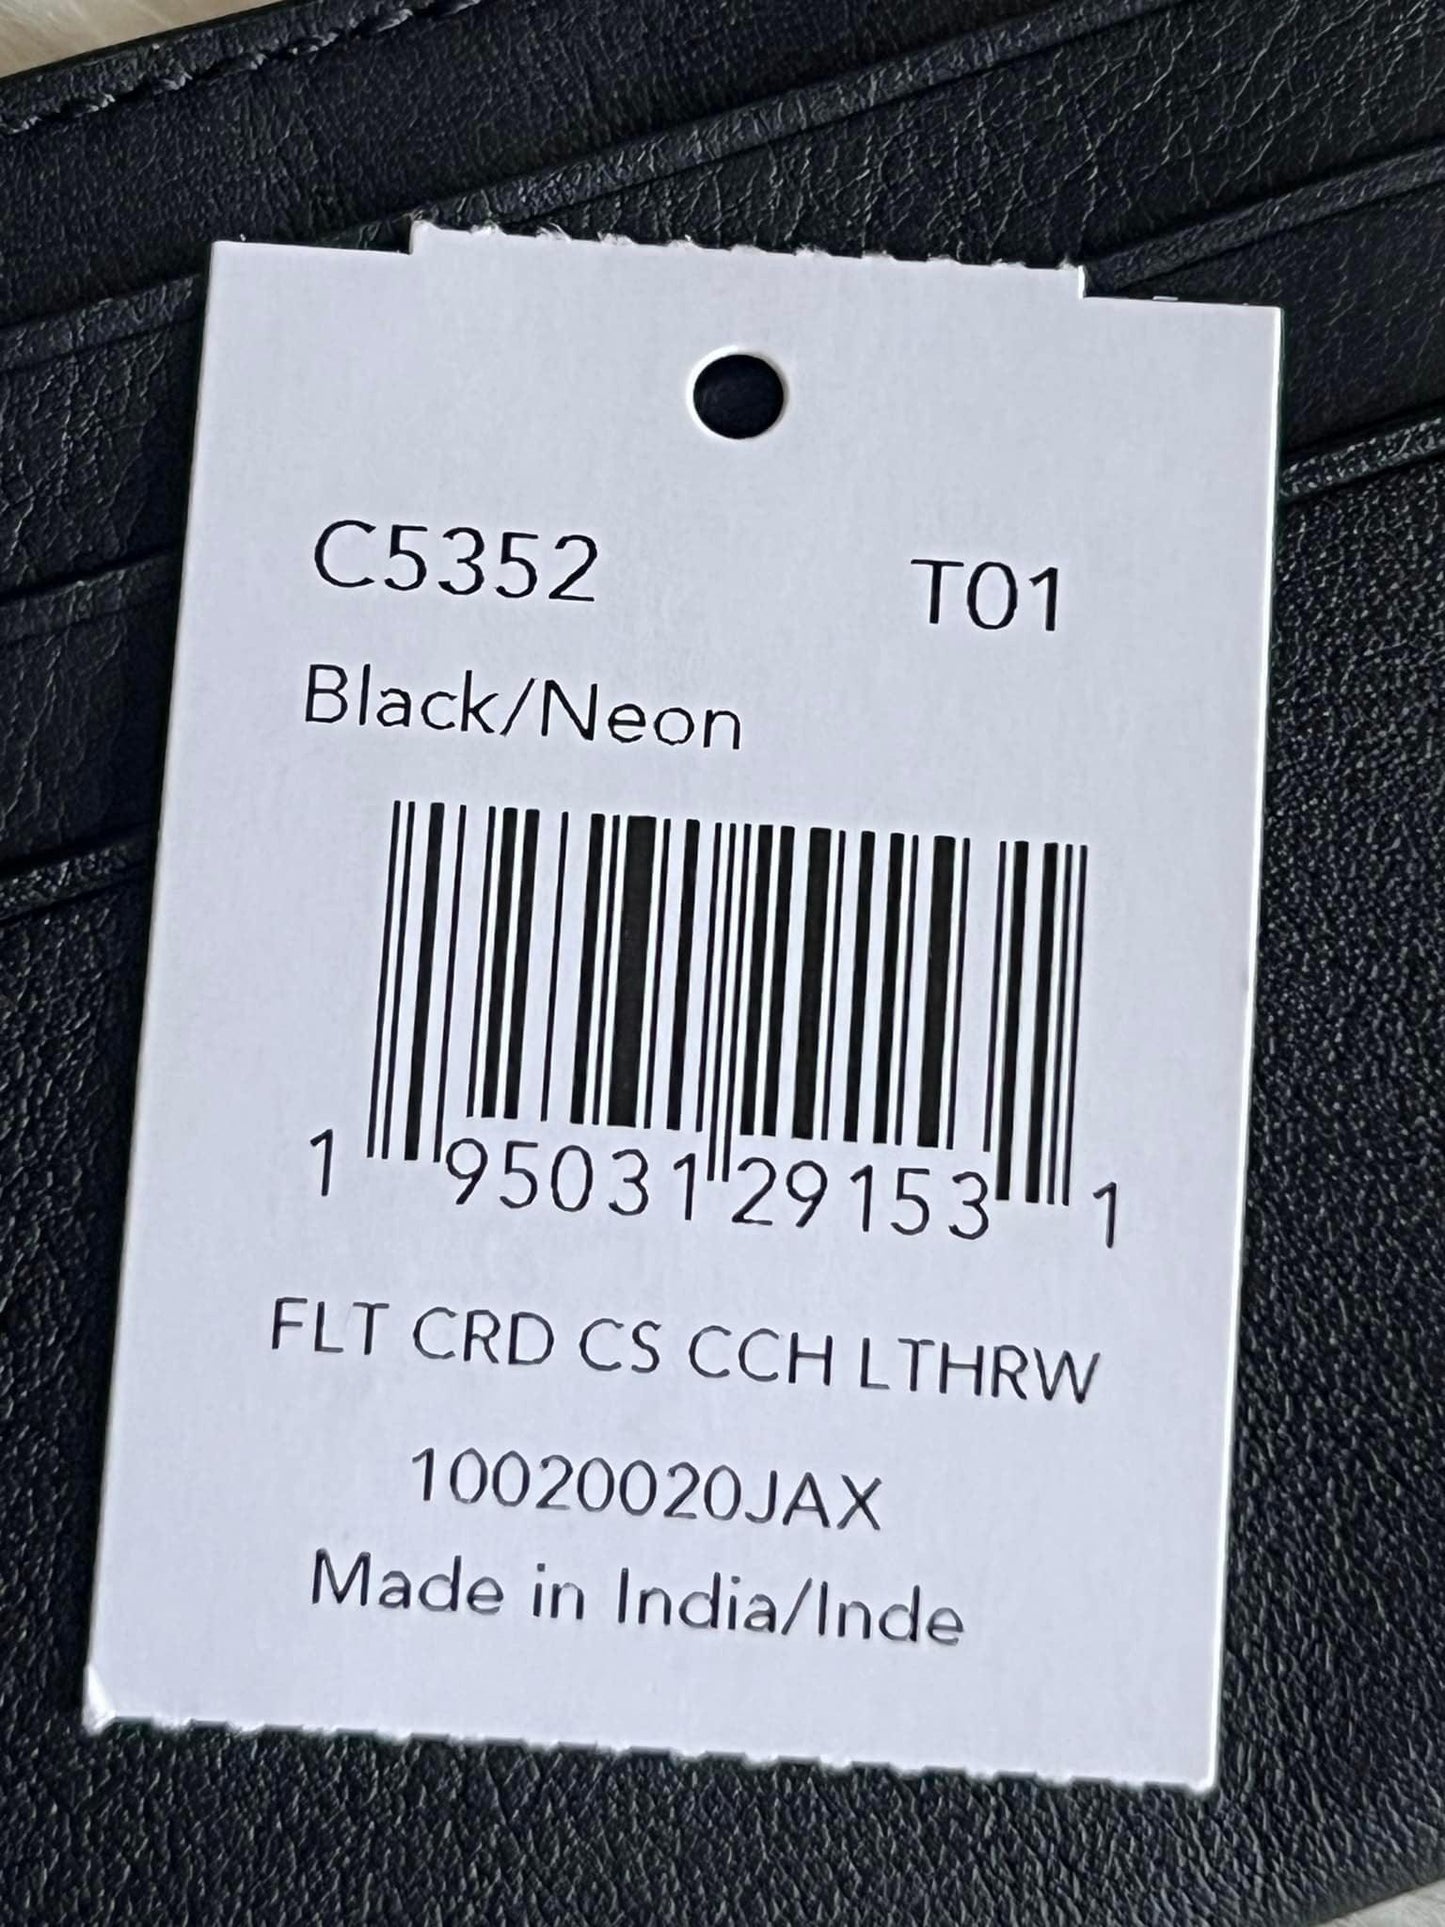 C5352 T01
Black/Neon
1 95031 29153 1
FLT CRD CS CCH LTHRW
10020020JAX
Made in India/Inde